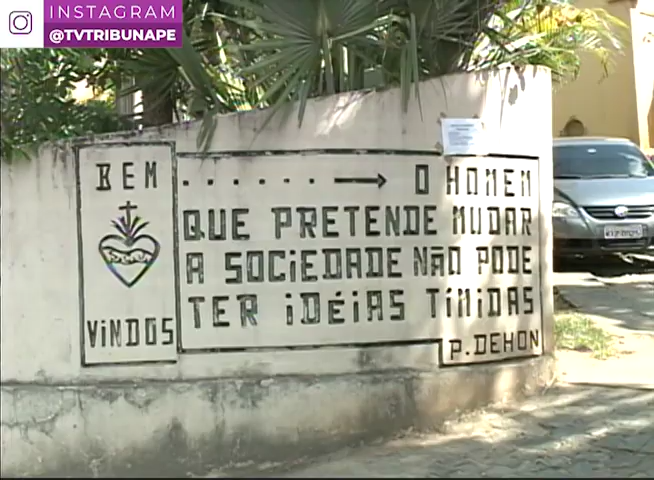 INSTAGRAM
@TVTRIBUNAPE
BEM
VINDOS
. . . . . . . → O HOMEM
QUE PRETENDE MUDAR
A SOCIEDADE NÃO PODE
TER IDÉIAS TÍMIDAS
P. DEHON